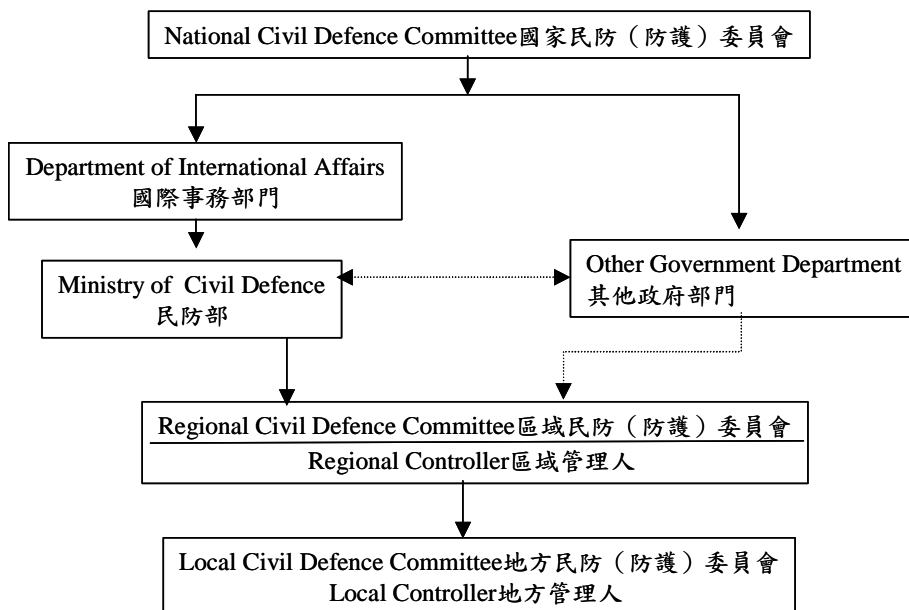 National Civil Defence Committee國家民防（防護）委員會
Department of International Affairs
國際事務部門
Ministry of Civil Defence
民防部
Other Government Department
其他政府部門
Regional Civil Defence Committee區域民防（防護）委員會
Regional Controller區域管理人
Local Civil Defence Committee地方民防（防護）委員會
Local Controller地方管理人